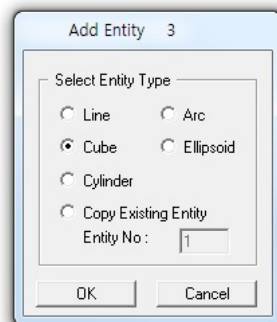 Add Entity 3
Select Entity Type
Line Arc
Cube Ellipsoid
Cylinder
Copy Existing Entity
Entity No : 1
OK Cancel